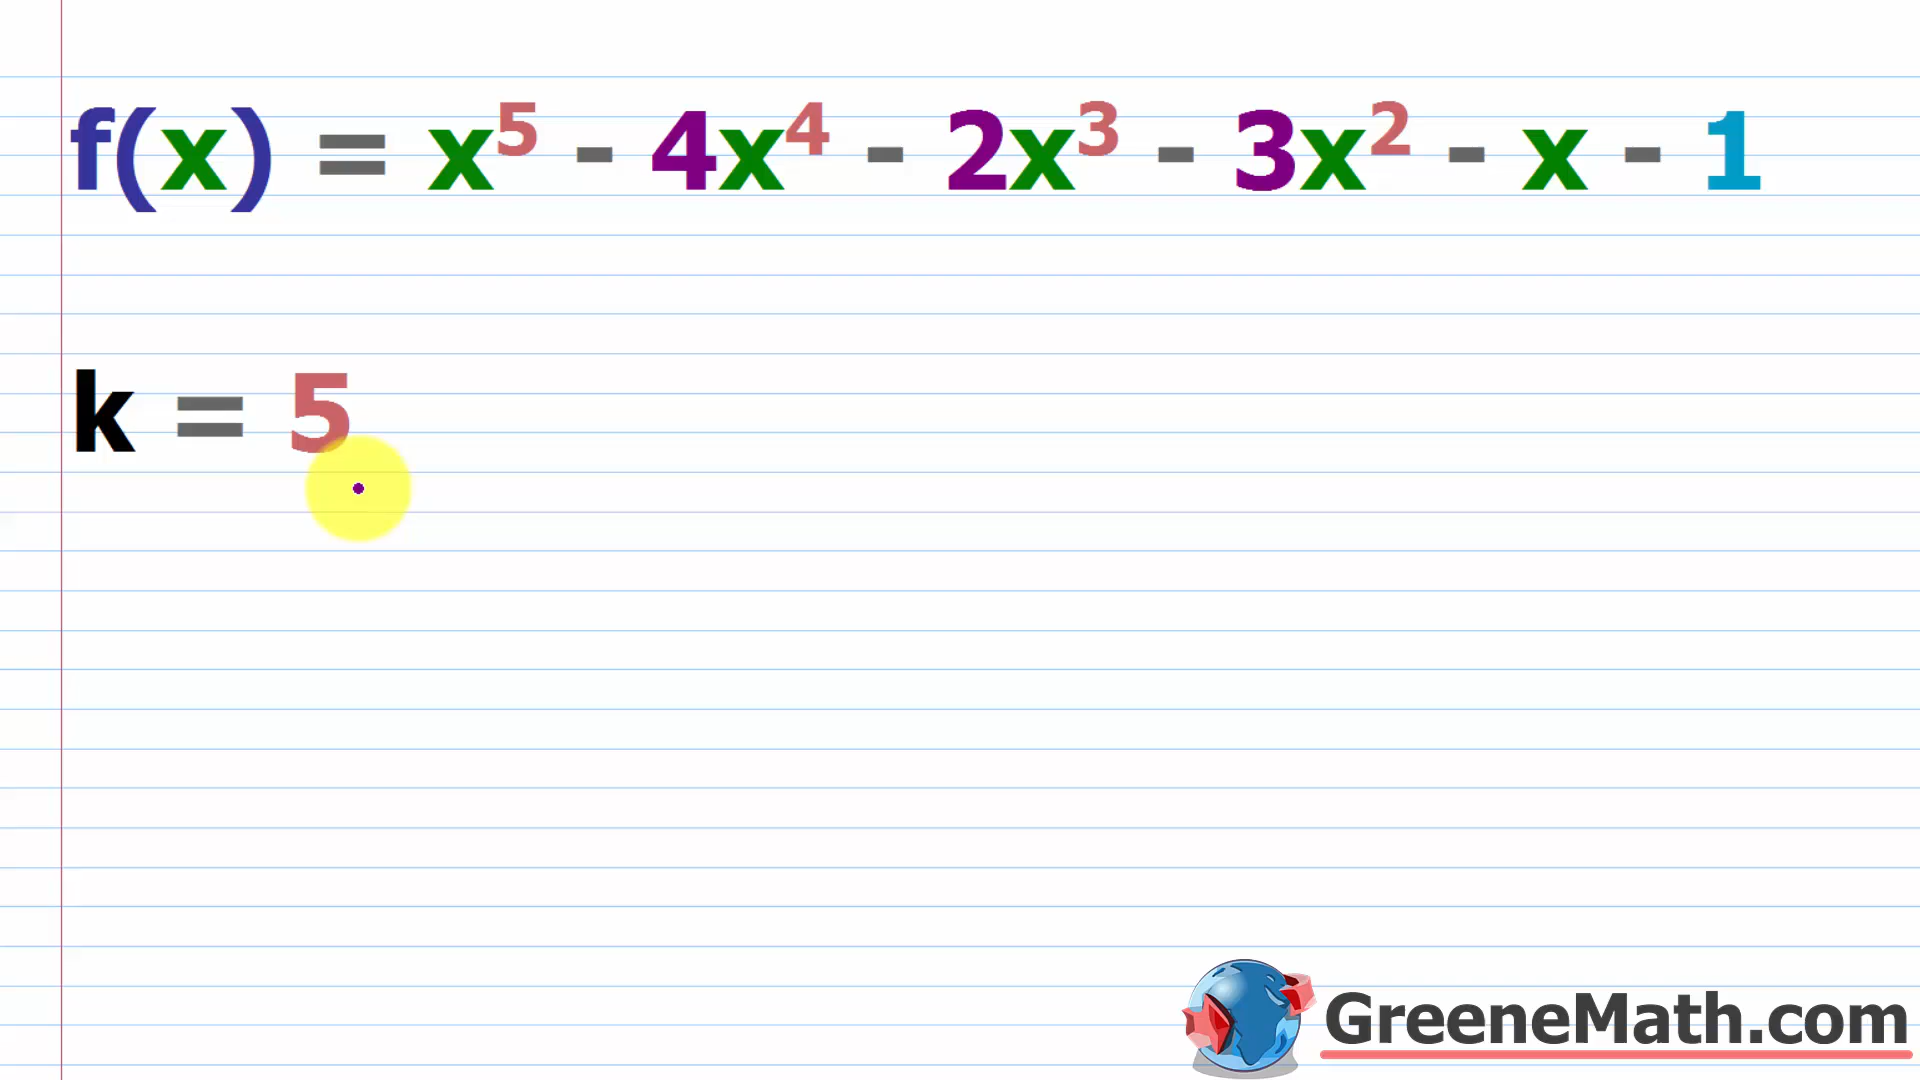 f(x) = x⁵ - 4x⁴ - 2x³ - 3x² - x - 1
k = 5
GreeneMath.com